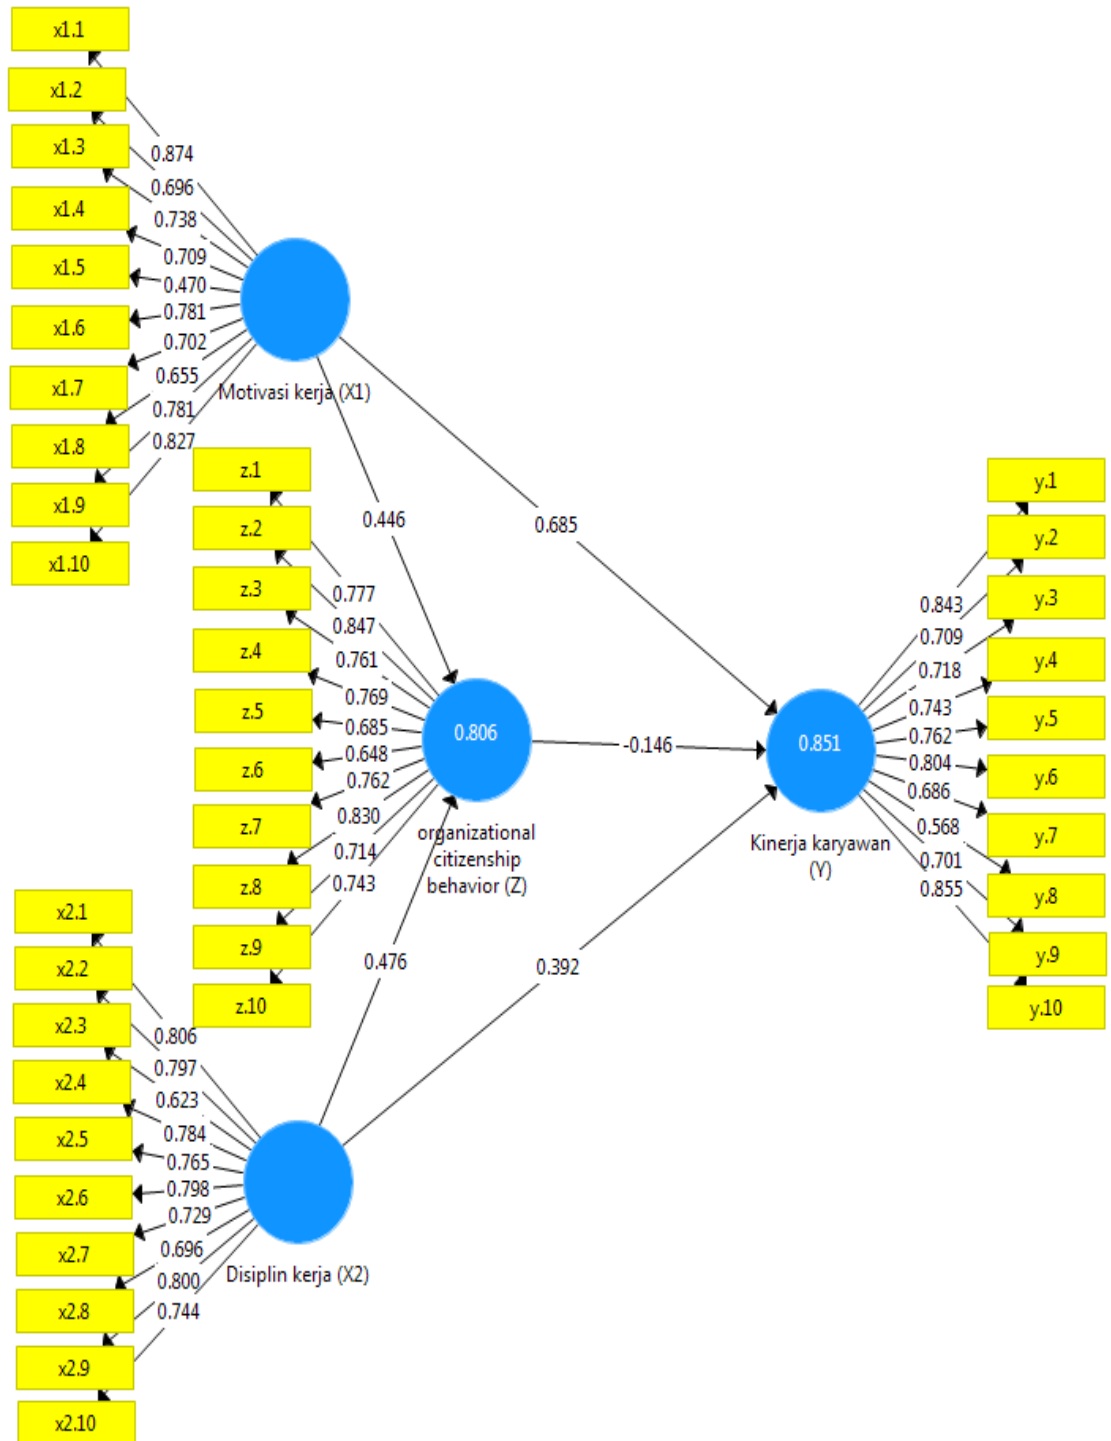 x1.1
x1.2
x1.3
x1.4
x1.5
x1.6
x1.7
x1.8
x1.9
x1.10
0.874
0.696
0.738
0.709
0.470
0.781
0.702
0.655
0.781
0.827
Motivasi kerja (X1)
z.1
z.2
z.3
z.4
z.5
z.6
z.7
z.8
z.9
z.10
0.777
0.847
0.761
0.769
0.685
0.648
0.762
0.830
0.714
0.743
0.446
0.685
0.806
organizational
citizenship
behavior (Z)
-0.146
0.851
Kinerja karyawan
(Y)
0.843
0.709
0.718
0.743
0.762
0.804
0.686
0.568
0.701
0.855
y.1
y.2
y.3
y.4
y.5
y.6
y.7
y.8
y.9
y.10
0.476
0.392
x2.1
x2.2
x2.3
x2.4
x2.5
x2.6
x2.7
x2.8
x2.9
x2.10
0.806
0.797
0.623
0.784
0.765
0.798
0.729
0.696
0.800
0.744
Disiplin kerja (X2)